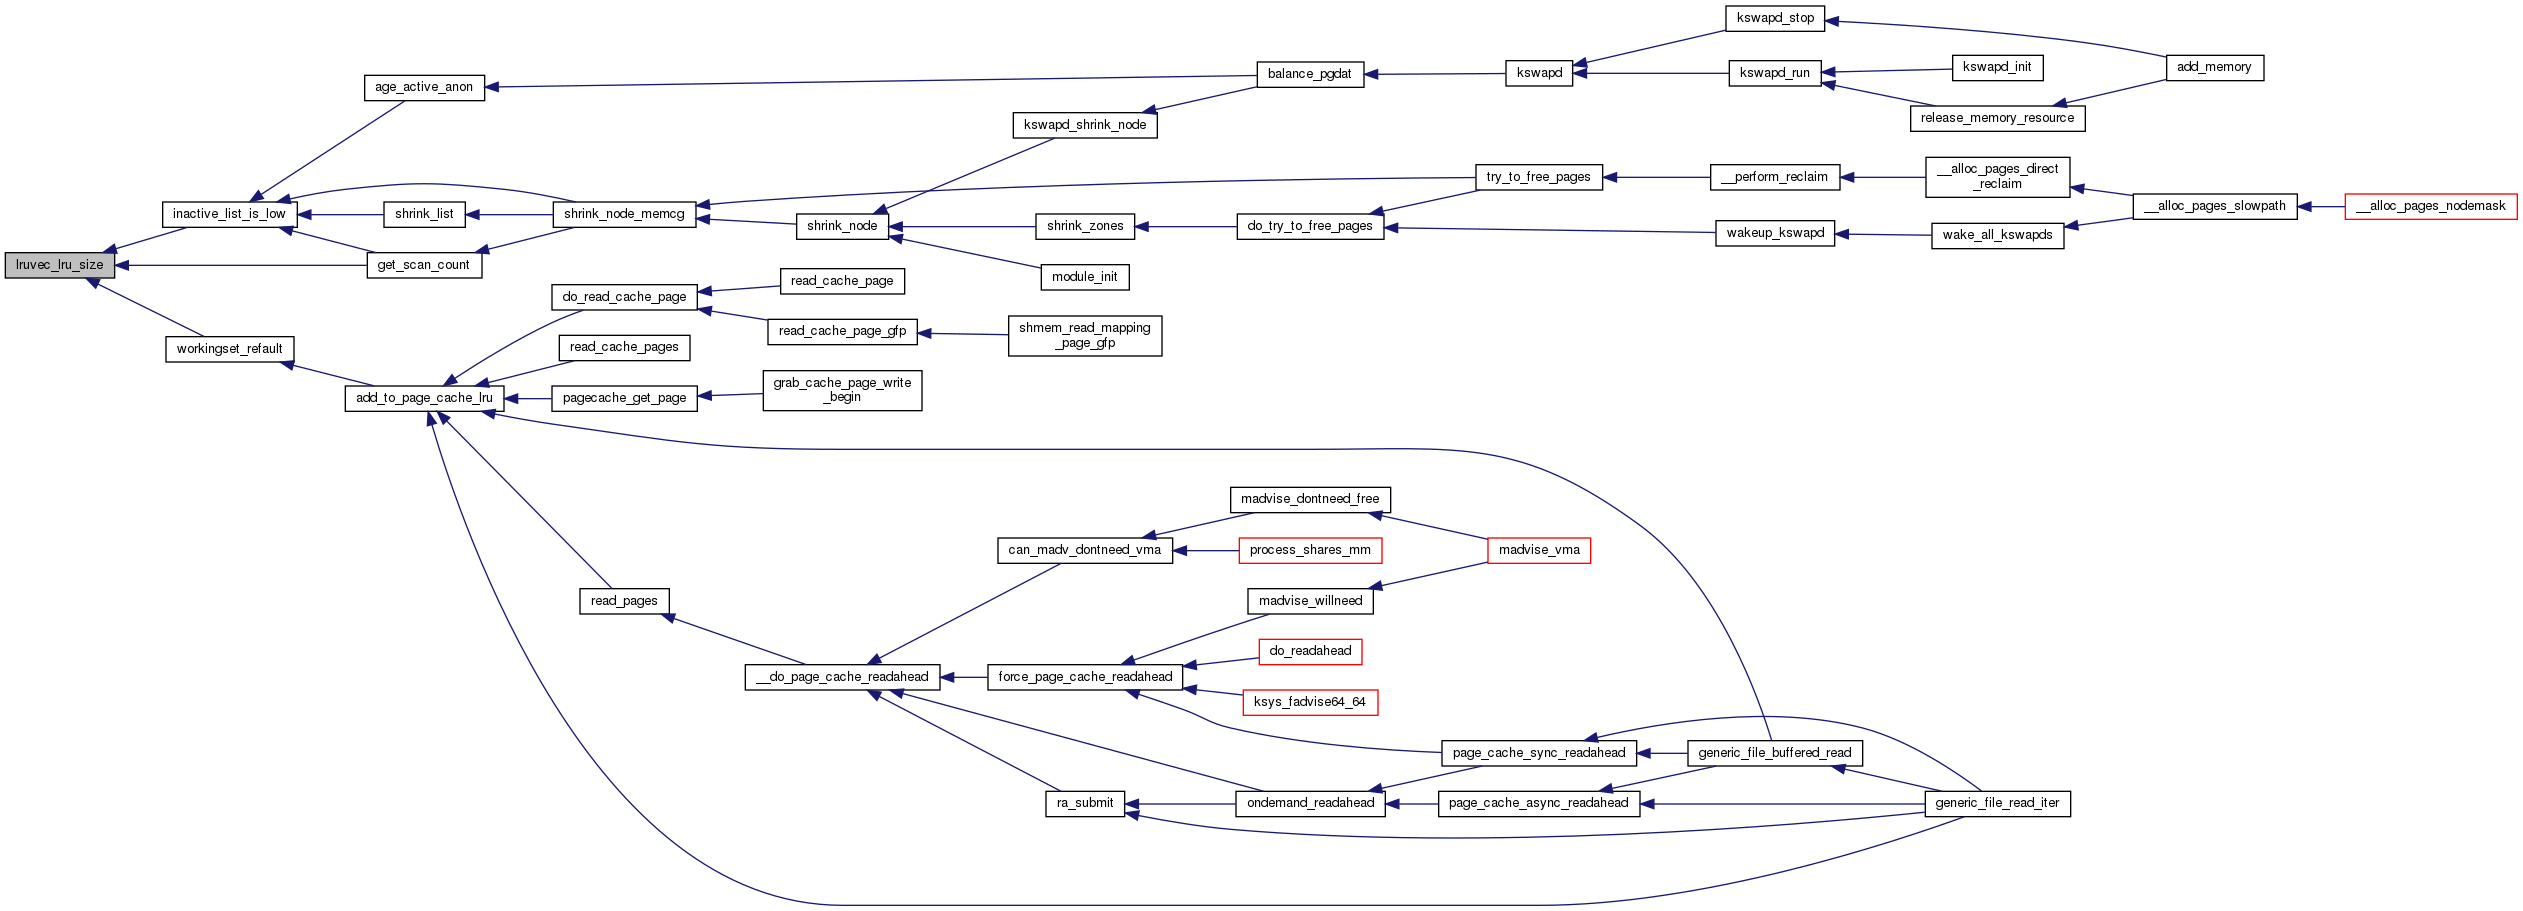 kswapd_stop
kswapd_init
add_memory
age_active_anon
balance_pgdat
kswapd
kswapd_run
kswapd_shrink_node
release_memory_resource
try_to_free_pages
__perform_reclaim
__alloc_pages_direct
_reclaim
inactive_list_is_low
shrink_list
shrink_node_memcg
shrink_node
shrink_zones
do_try_to_free_pages
wakeup_kswapd
wake_all_kswapds
__alloc_pages_slowpath
__alloc_pages_nodemask
lruvec_lru_size
get_scan_count
module_init
do_read_cache_page
read_cache_page
read_cache_page_gfp
shmem_read_mapping
_page_gfp
workingset_refault
read_cache_pages
add_to_page_cache_lru
pagecache_get_page
grab_cache_page_write
_begin
madvise_dontneed_free
can_madv_dontneed_vma
process_shares_mm
madvise_vma
read_pages
madvise_willneed
do_readahead
__do_page_cache_readahead
force_page_cache_readahead
ksys_fadvise64_64
page_cache_sync_readahead
generic_file_buffered_read
ra_submit
ondemand_readahead
page_cache_async_readahead
generic_file_read_iter